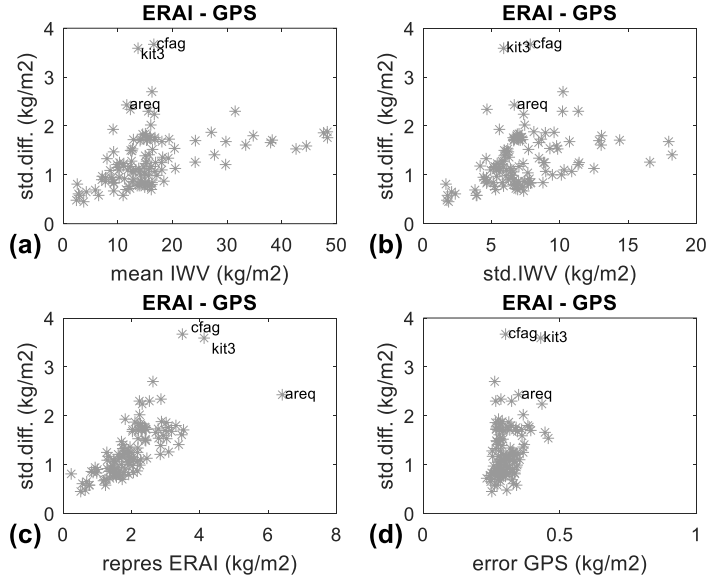 ERAI - GPS
4
3
2
1
0
std.diff. (kg/m2)
cfag
kit3
areq
0 10 20 30 40 50
(a)
mean IWV (kg/m2)
ERAI - GPS
4
3
2
1
0
std.diff. (kg/m2)
kit3 cfag
areq
0 5 10 15 20
(b)
std.IWV (kg/m2)
ERAI - GPS
4
3
2
1
0
std.diff. (kg/m2)
cfag
kit3
areq
0 2 4 6 8
(c)
repres ERAI (kg/m2)
ERAI - GPS
4
3
2
1
0
std.diff. (kg/m2)
cfag kit3
areq
0 0.5 1
(d)
error GPS (kg/m2)